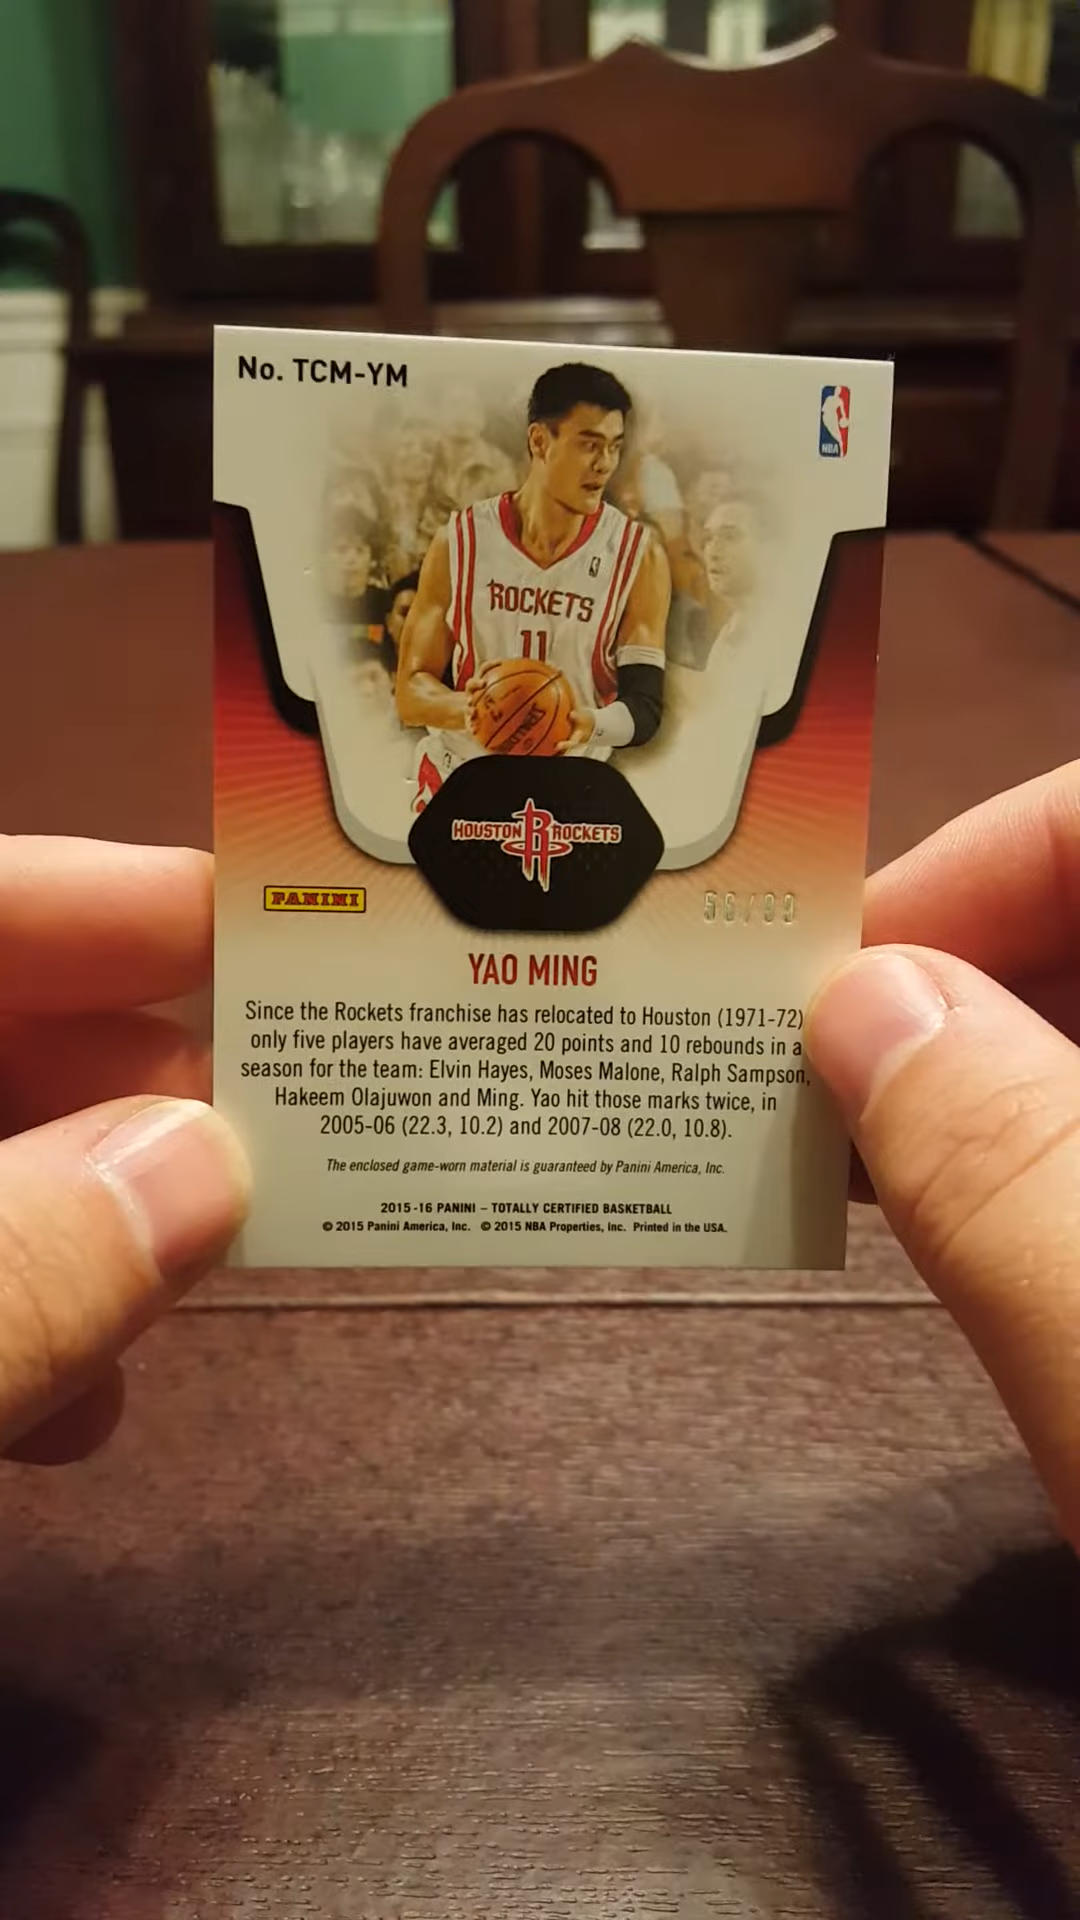 No. TCM-YM
NBA
ROCKETS
11
SPALDING
HOUSTON ROCKETS
PANINI
56/99
YAO MING
Since the Rockets franchise has relocated to Houston (1971-72)
only five players have averaged 20 points and 10 rebounds in a
season for the team: Elvin Hayes, Moses Malone, Ralph Sampson,
Hakeem Olajuwon and Ming. Yao hit those marks twice, in
2005-06 (22.3, 10.2) and 2007-08 (22.0, 10.8).
The enclosed game-worn material is guaranteed by Panini America, Inc.
2015-16 PANINI – TOTALLY CERTIFIED BASKETBALL
© 2015 Panini America, Inc. © 2015 NBA Properties, Inc. Printed in the USA.